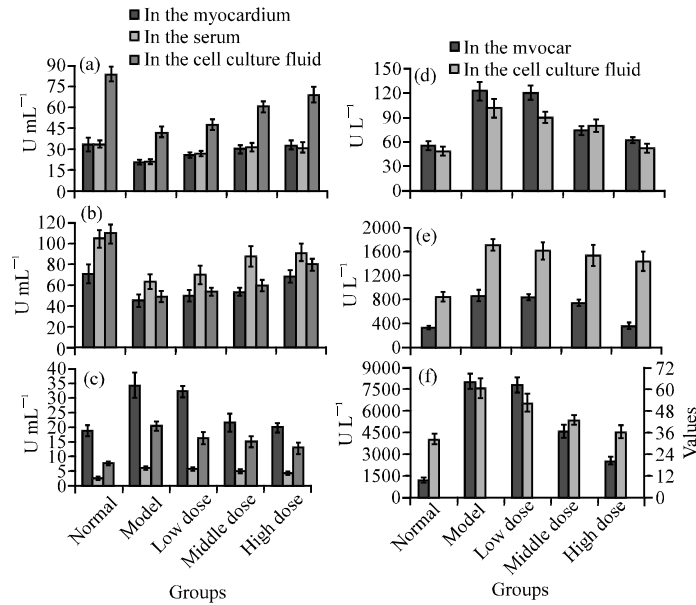 In the myocardium
In the serum
In the cell culture fluid
(a)
90
75
60
45
30
15
0
U mL⁻¹
(b)
120
100
80
60
40
20
0
U mL⁻¹
(c)
40
35
30
25
20
15
10
5
0
U mL⁻¹
Normal
Model
Low dose
Middle dose
High dose
Groups
In the mvocar
In the cell culture fluid
(d)
150
120
90
60
30
0
U L⁻¹
(e)
2000
1600
1200
800
400
0
U L⁻¹
(f)
9000
7500
6000
4500
3000
1500
0
U L⁻¹
72
60
48
36
24
12
0
Values
Normal
Model
Low dose
Middle dose
High dose
Groups